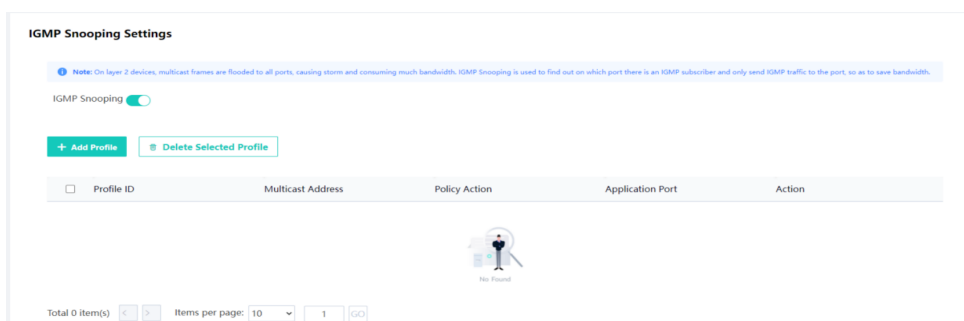 IGMP Snooping Settings
Note: On layer 2 devices, multicast frames are flooded to all ports, causing storm and consuming much bandwidth. IGMP Snooping is used to find out on which port there is an IGMP subscriber and only send IGMP traffic to the port, so as to save bandwidth.
IGMP Snooping
+ Add Profile Delete Selected Profile
Profile ID Multicast Address Policy Action Application Port Action
No Found
Total 0 item(s) < > Items per page: 10 1 GO